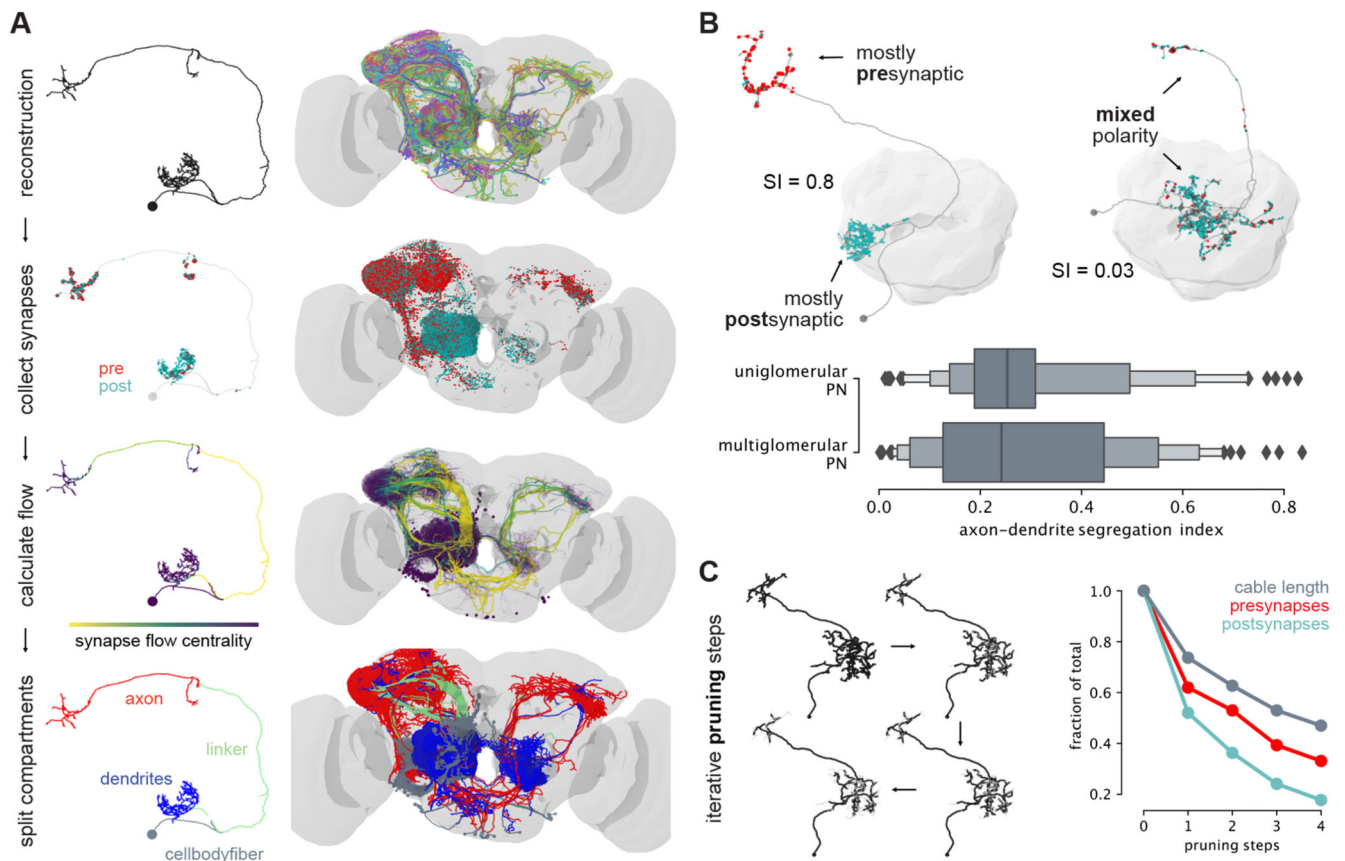 A
reconstruction
collect synapses
pre
post
calculate flow
synapse flow centrality
split compartments
axon
linker
dendrites
cellbodyfiber
B
mostly
presynaptic
mixed
polarity
SI = 0.8
SI = 0.03
mostly
postsynaptic
uniglomerular
PN
multiglomerular
PN
0.0 0.2 0.4 0.6 0.8
axon-dendrite segregation index
C
iterative pruning steps
cable length
presynapses
postsynapses
fraction of total
1.0
0.8
0.6
0.4
0.2
0 1 2 3 4
pruning steps